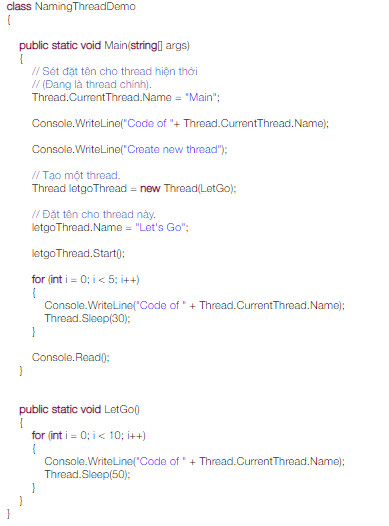 class NamingThreadDemo
{
public static void Main(string[] args)
{
// Sét đặt tên cho thread hiện thời
// (Đang là thread chính).
Thread.CurrentThread.Name = "Main";
Console.WriteLine("Code of "+ Thread.CurrentThread.Name);
Console.WriteLine("Create new thread");
// Tạo một thread.
Thread letgoThread = new Thread(LetGo);
// Đặt tên cho thread này.
letgoThread.Name = "Let's Go";
letgoThread.Start();
for (int i = 0; i < 5; i++)
{
Console.WriteLine("Code of " + Thread.CurrentThread.Name);
Thread.Sleep(30);
}
Console.Read();
}
public static void LetGo()
{
for (int i = 0; i < 10; i++)
{
Console.WriteLine("Code of " + Thread.CurrentThread.Name);
Thread.Sleep(50);
}
}
}